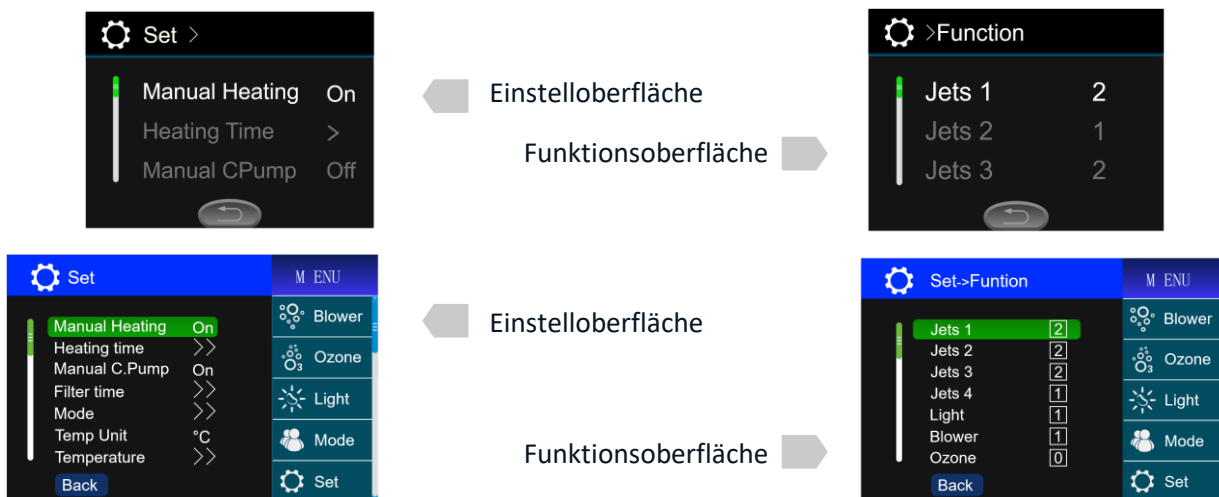 Set >
Manual Heating On
Heating Time >
Manual CPump Off
Einstelloberfläche
Funktionsoberfläche
>Function
Jets 1 2
Jets 2 1
Jets 3 2
Set
M ENU
Manual Heating On
Heating time >>
Manual C.Pump On
Filter time >>
Mode >>
Temp Unit °C
Temperature >>
Back
Blower
O3 Ozone
Light
Mode
Set
Einstelloberfläche
Funktionsoberfläche
Set->Funtion
M ENU
Jets 1 2
Jets 2 2
Jets 3 2
Jets 4 1
Light 1
Blower 1
Ozone 0
Back
Blower
O3 Ozone
Light
Mode
Set